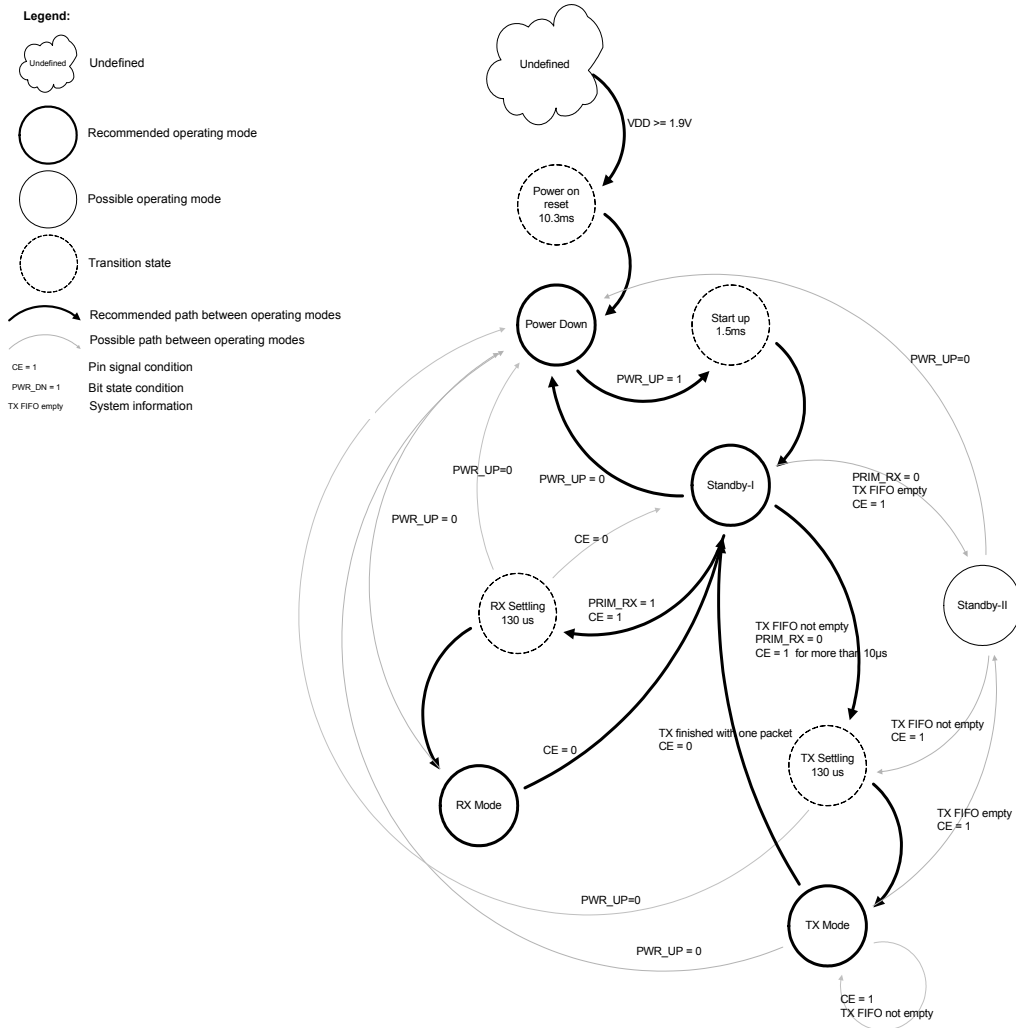 Legend:
Undefined
Undefined
Recommended operating mode
Possible operating mode
Transition state
Recommended path between operating modes
Possible path between operating modes
CE = 1
Pin signal condition
PWR_DN = 1
Bit state condition
TX FIFO empty
System information
Undefined
VDD >= 1.9V
Power on
reset
10.3ms
Power Down
Start up
1.5ms
PWR_UP=0
PWR_UP = 1
PWR_UP=0
PWR_UP = 0
Standby-I
PRIM_RX = 0
TX FIFO empty
CE = 1
PWR_UP = 0
CE = 0
RX Settling
130 us
PRIM_RX = 1
CE = 1
Standby-II
TX FIFO not empty
PRIM_RX = 0
CE = 1  for more than 10µs
TX finished with one packet
CE = 0
CE = 0
TX FIFO not empty
CE = 1
TX Settling
130 us
RX Mode
TX FIFO empty
CE = 1
PWR_UP=0
TX Mode
PWR_UP = 0
CE = 1
TX FIFO not empty